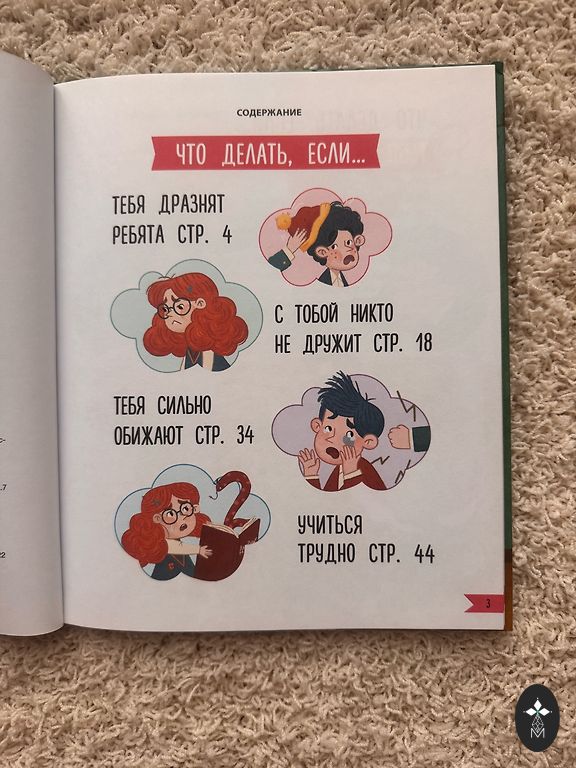 СОДЕРЖАНИЕ
ЧТО ДЕЛАТЬ, ЕСЛИ...
ТЕБЯ ДРАЗНЯТ
РЕБЯТА СТР. 4
С ТОБОЙ НИКТО
НЕ ДРУЖИТ СТР. 18
ТЕБЯ СИЛЬНО
ОБИЖАЮТ СТР. 34
УЧИТЬСЯ
ТРУДНО СТР. 44
3